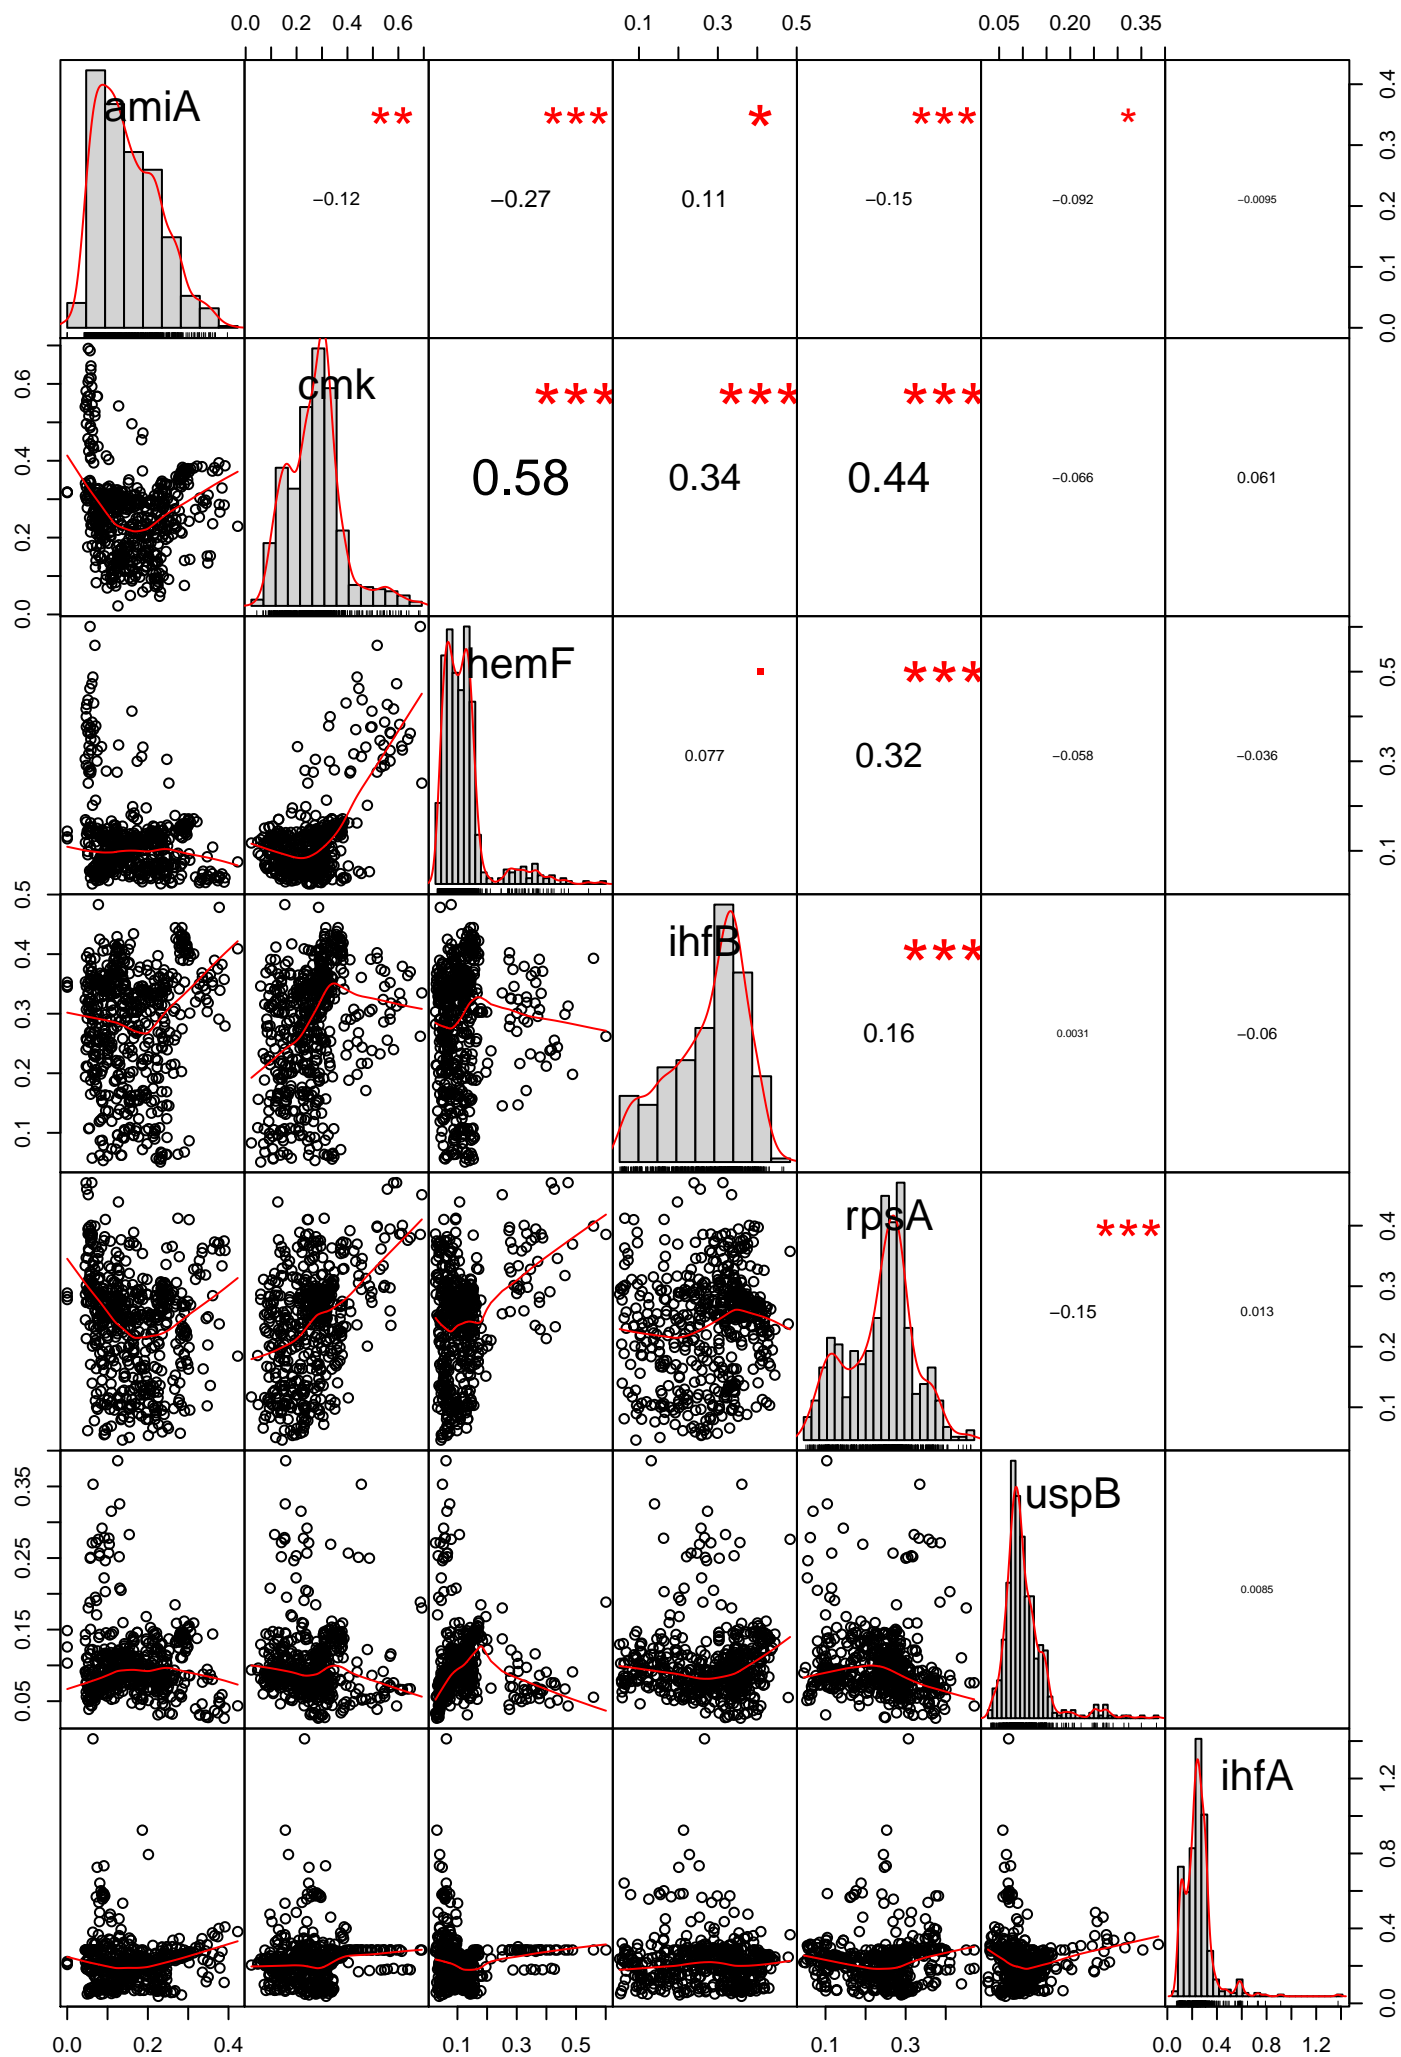 0.0 0.2 0.4 0.6 0.1 0.3 0.5 0.05 0.20 0.35
amiA ** *** * *** *
−0.12 −0.27 0.11 −0.15 −0.092 −0.0095
0.0 0.1 0.2 0.3 0.4
cmk *** *** ***
0.58 0.34 0.44 −0.066 0.061
0.0 0.2 0.4 0.6
hemF . ***
0.077 0.32 −0.058 −0.036
0.1 0.3 0.5
ihfB ***
0.16 0.0031 −0.06
0.1 0.2 0.3 0.4 0.5
rpsA ***
−0.15 0.013
0.1 0.2 0.3 0.4
uspB
0.0085
0.05 0.15 0.25 0.35
ihfA
0.0 0.4 0.8 1.2
0.0 0.2 0.4 0.1 0.3 0.5 0.1 0.3 0.0 0.4 0.8 1.2